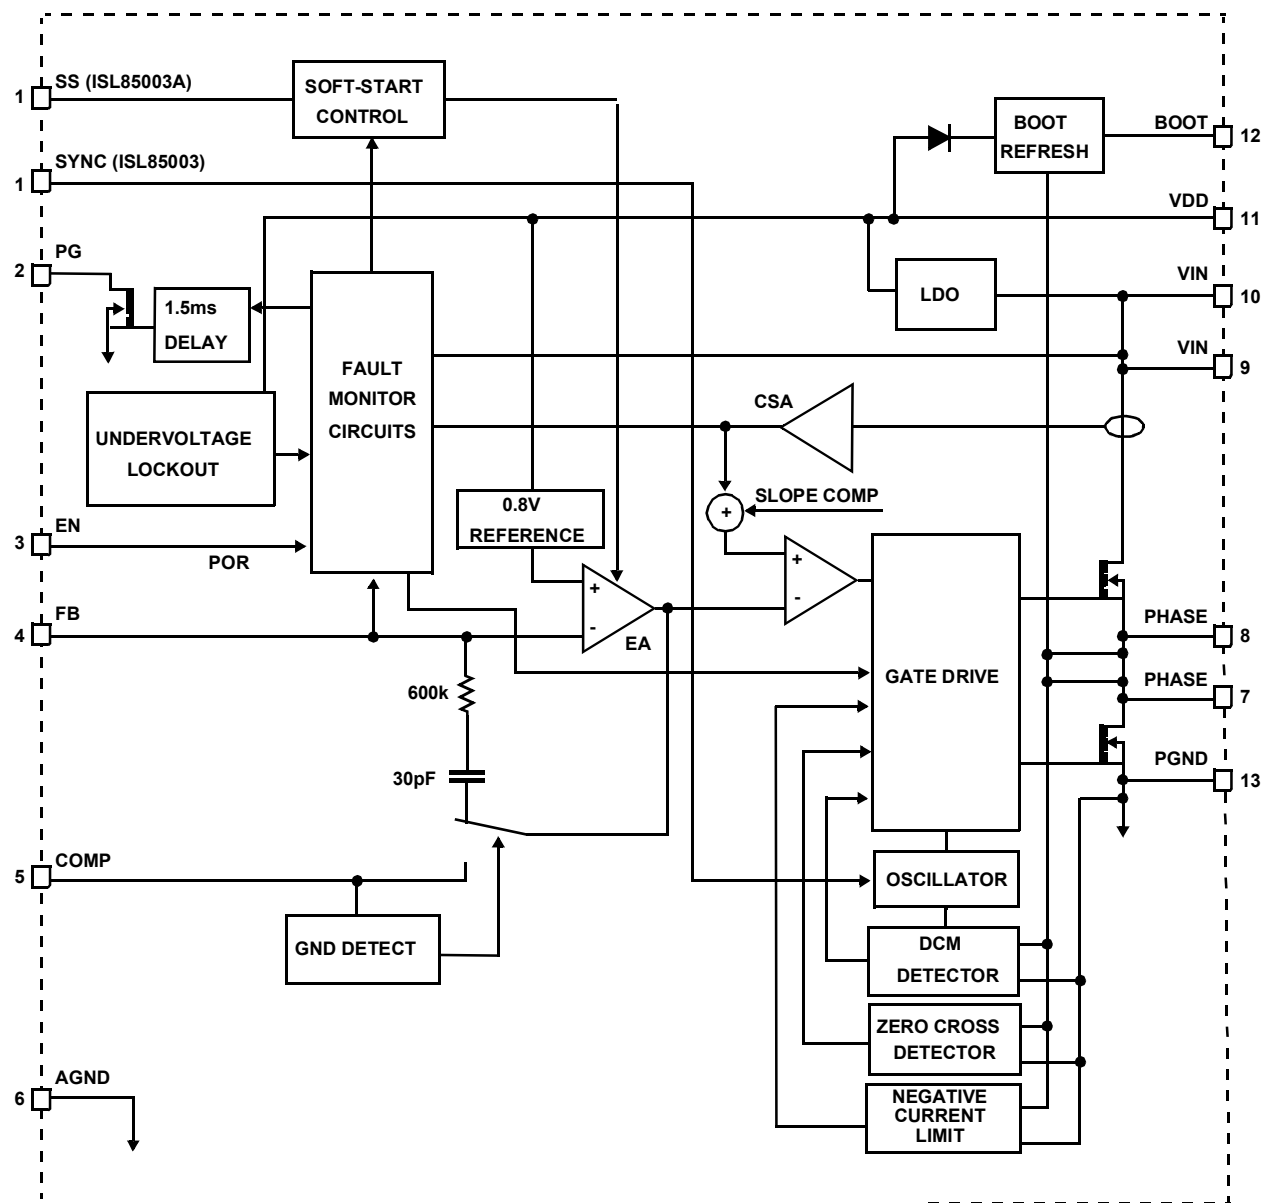 SS (ISL85003A)
1
SOFT-START
CONTROL
SYNC (ISL85003)
1
BOOT
REFRESH
BOOT
12
VDD
11
PG
2
1.5ms
DELAY
LDO
VIN
10
VIN
9
FAULT
MONITOR
CIRCUITS
CSA
UNDERVOLTAGE
LOCKOUT
0.8V
REFERENCE
+
SLOPE COMP
EN
3
POR
+
-
EA
+
-
FB
4
GATE DRIVE
PHASE
8
PHASE
7
600k
30pF
PGND
13
COMP
5
GND DETECT
OSCILLATOR
DCM
DETECTOR
ZERO CROSS
DETECTOR
NEGATIVE
CURRENT
LIMIT
AGND
6